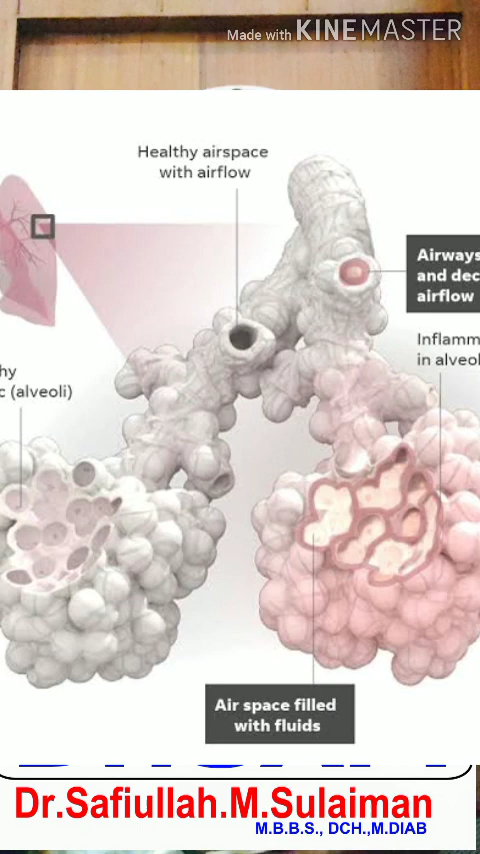 Made with KINEMASTER
Healthy airspace
with airflow
Airways
and dec
airflow
Inflamm
in alveol
hy
c (alveoli)
Air space filled
with fluids
Dr.Safiullah.M.Sulaiman
M.B.B.S., DCH.,M.DIAB